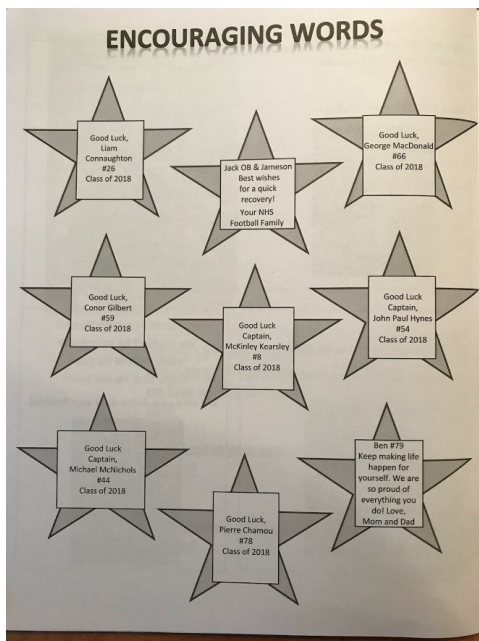 ENCOURAGING WORDS
Good Luck,
Liam
Connaughton
#26
Class of 2018
Jack OB & Jameson
Best wishes
for a quick
recovery!
Your NHS
Football Family
Good Luck,
George MacDonald
#66
Class of 2018
Good Luck,
Conor Gilbert
#59
Class of 2018
Good Luck
Captain,
McKinley Kearsley
#8
Class of 2018
Good Luck
Captain,
John Paul Hynes
#54
Class of 2018
Good Luck
Captain,
Michael McNichols
#44
Class of 2018
Good Luck,
Pierre Chamou
#78
Class of 2018
Ben #79
Keep making life
happen for
yourself. We are
so proud of
everything you
do! Love,
Mom and Dad